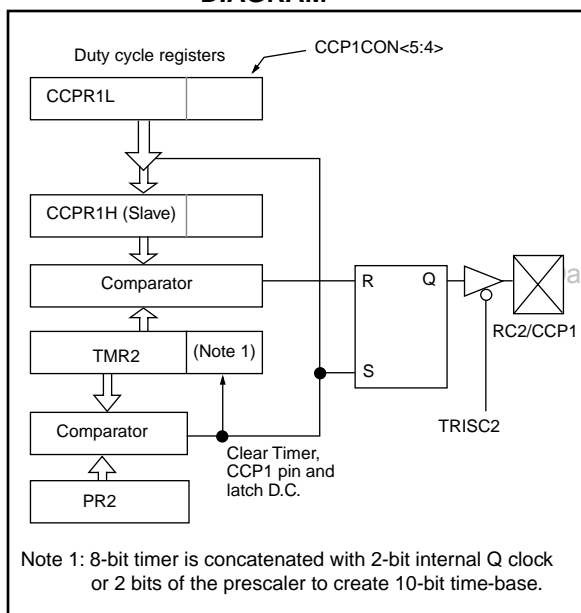 DIAGRAM
Duty cycle registers
CCP1CON<5:4>
CCPR1L
CCPR1H (Slave)
Comparator
R
Q
RC2/CCP1
TMR2
(Note 1)
S
TRISC2
Comparator
Clear Timer,
CCP1 pin and
latch D.C.
PR2
Note 1: 8-bit timer is concatenated with 2-bit internal Q clock
or 2 bits of the prescaler to create 10-bit time-base.